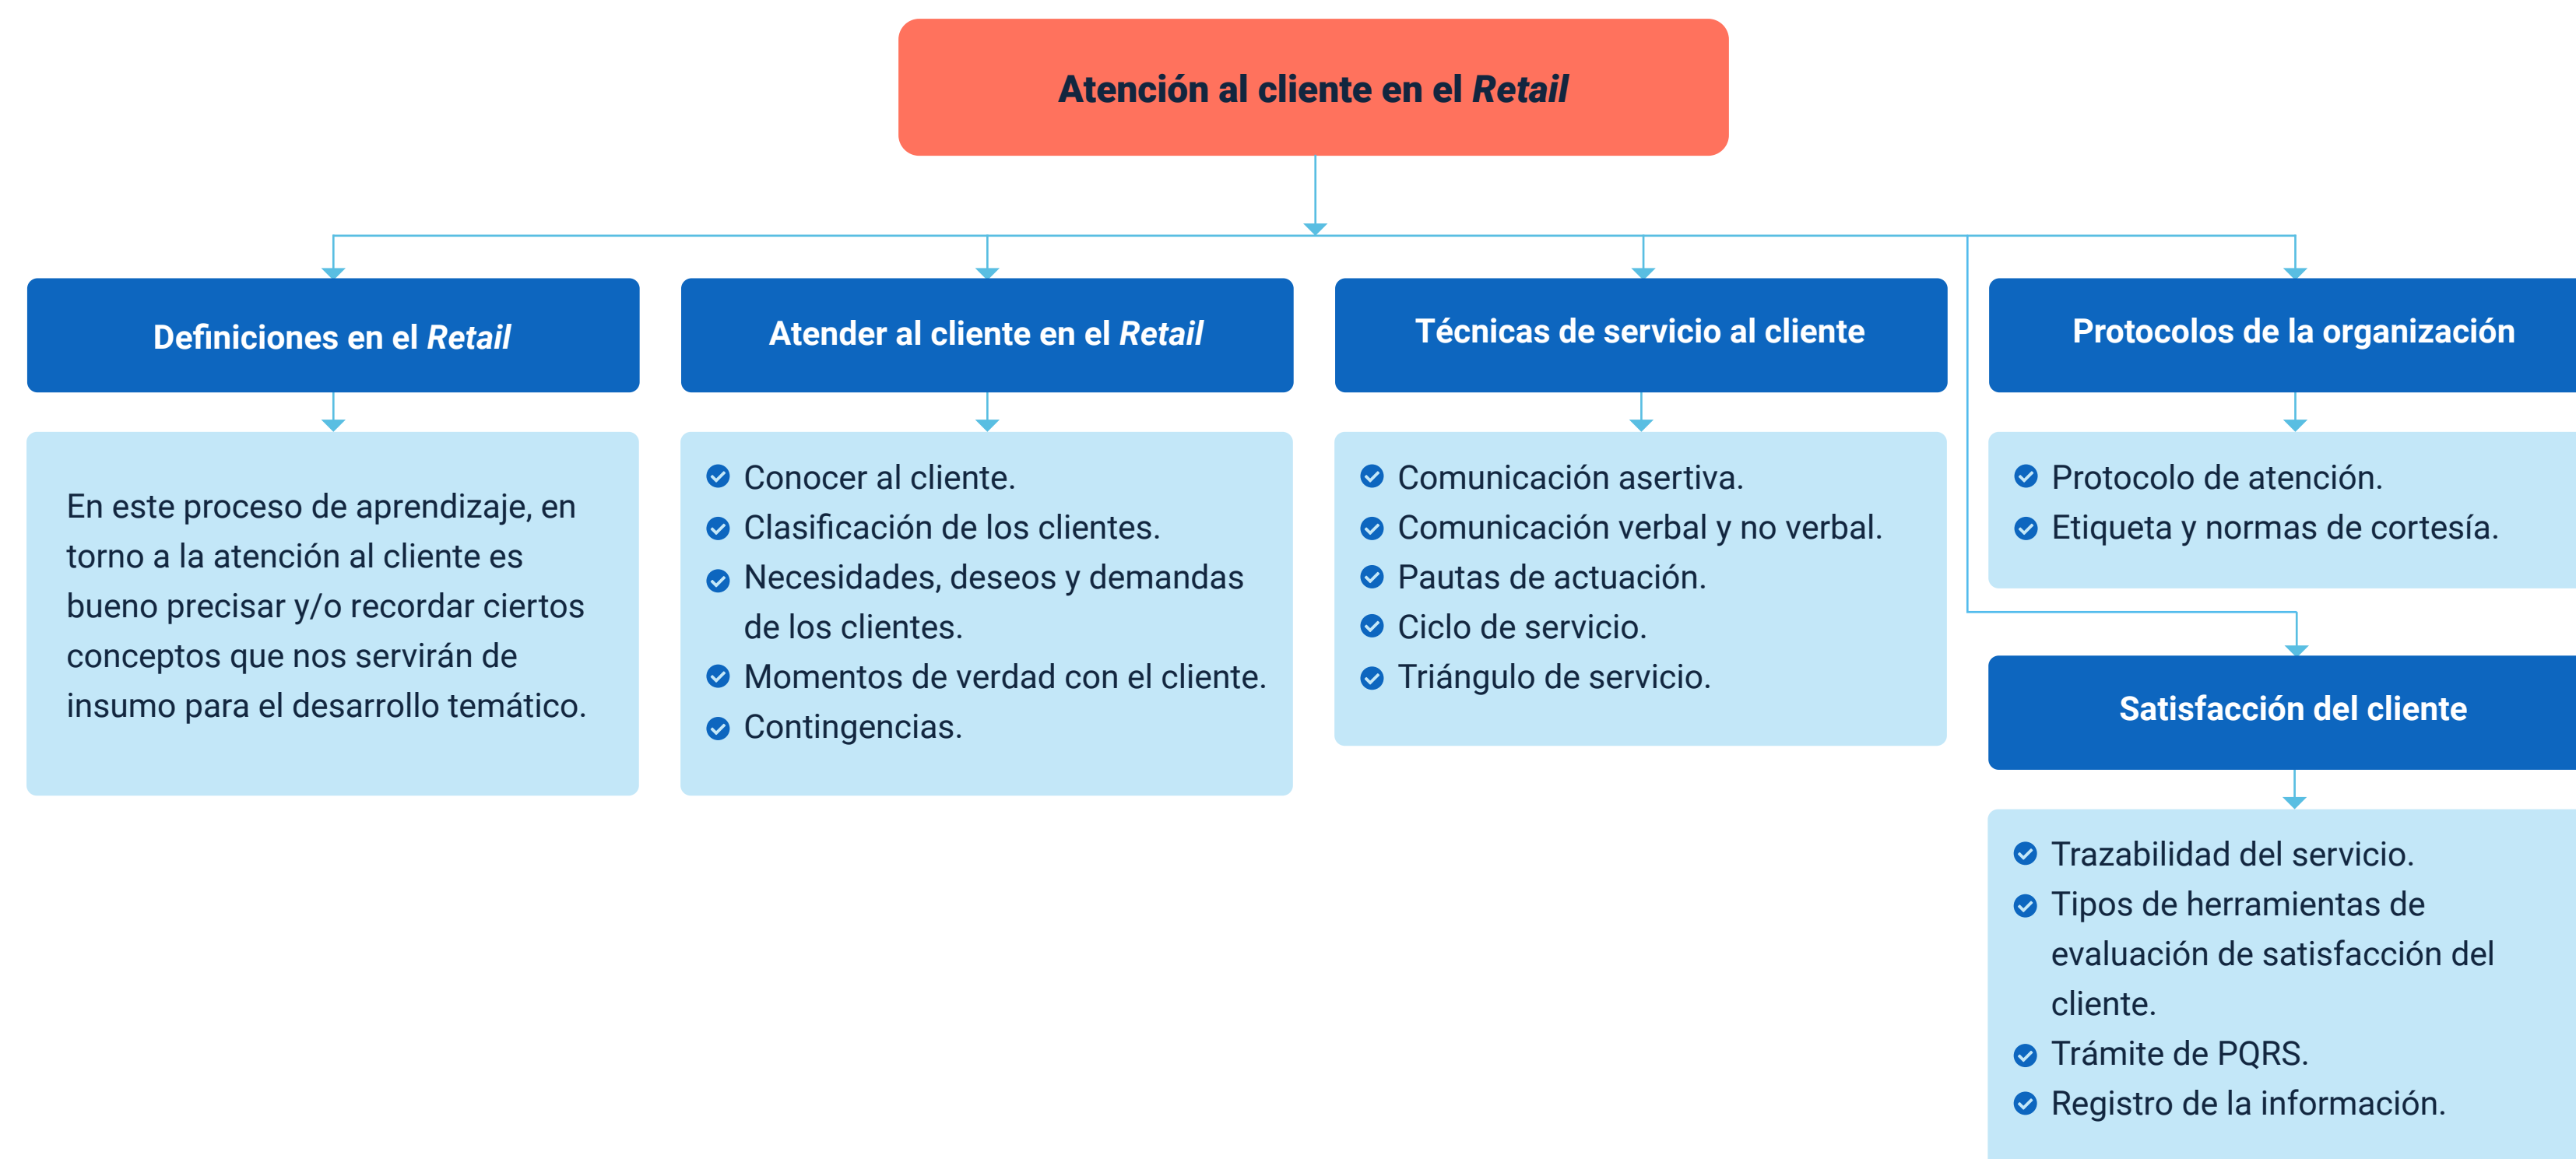 Atención al cliente en el Retail
Definiciones en el Retail
En este proceso de aprendizaje, en
torno a la atención al cliente es
bueno precisar y/o recordar ciertos
conceptos que nos servirán de
insumo para el desarrollo temático.
Atender al cliente en el Retail
Conocer al cliente.
Clasificación de los clientes.
Necesidades, deseos y demandas
de los clientes.
Momentos de verdad con el cliente.
Contingencias.
Técnicas de servicio al cliente
Comunicación asertiva.
Comunicación verbal y no verbal.
Pautas de actuación.
Ciclo de servicio.
Triángulo de servicio.
Protocolos de la organización
Protocolo de atención.
Etiqueta y normas de cortesía.
Satisfacción del cliente
Trazabilidad del servicio.
Tipos de herramientas de
evaluación de satisfacción del
cliente.
Trámite de PQRS.
Registro de la información.